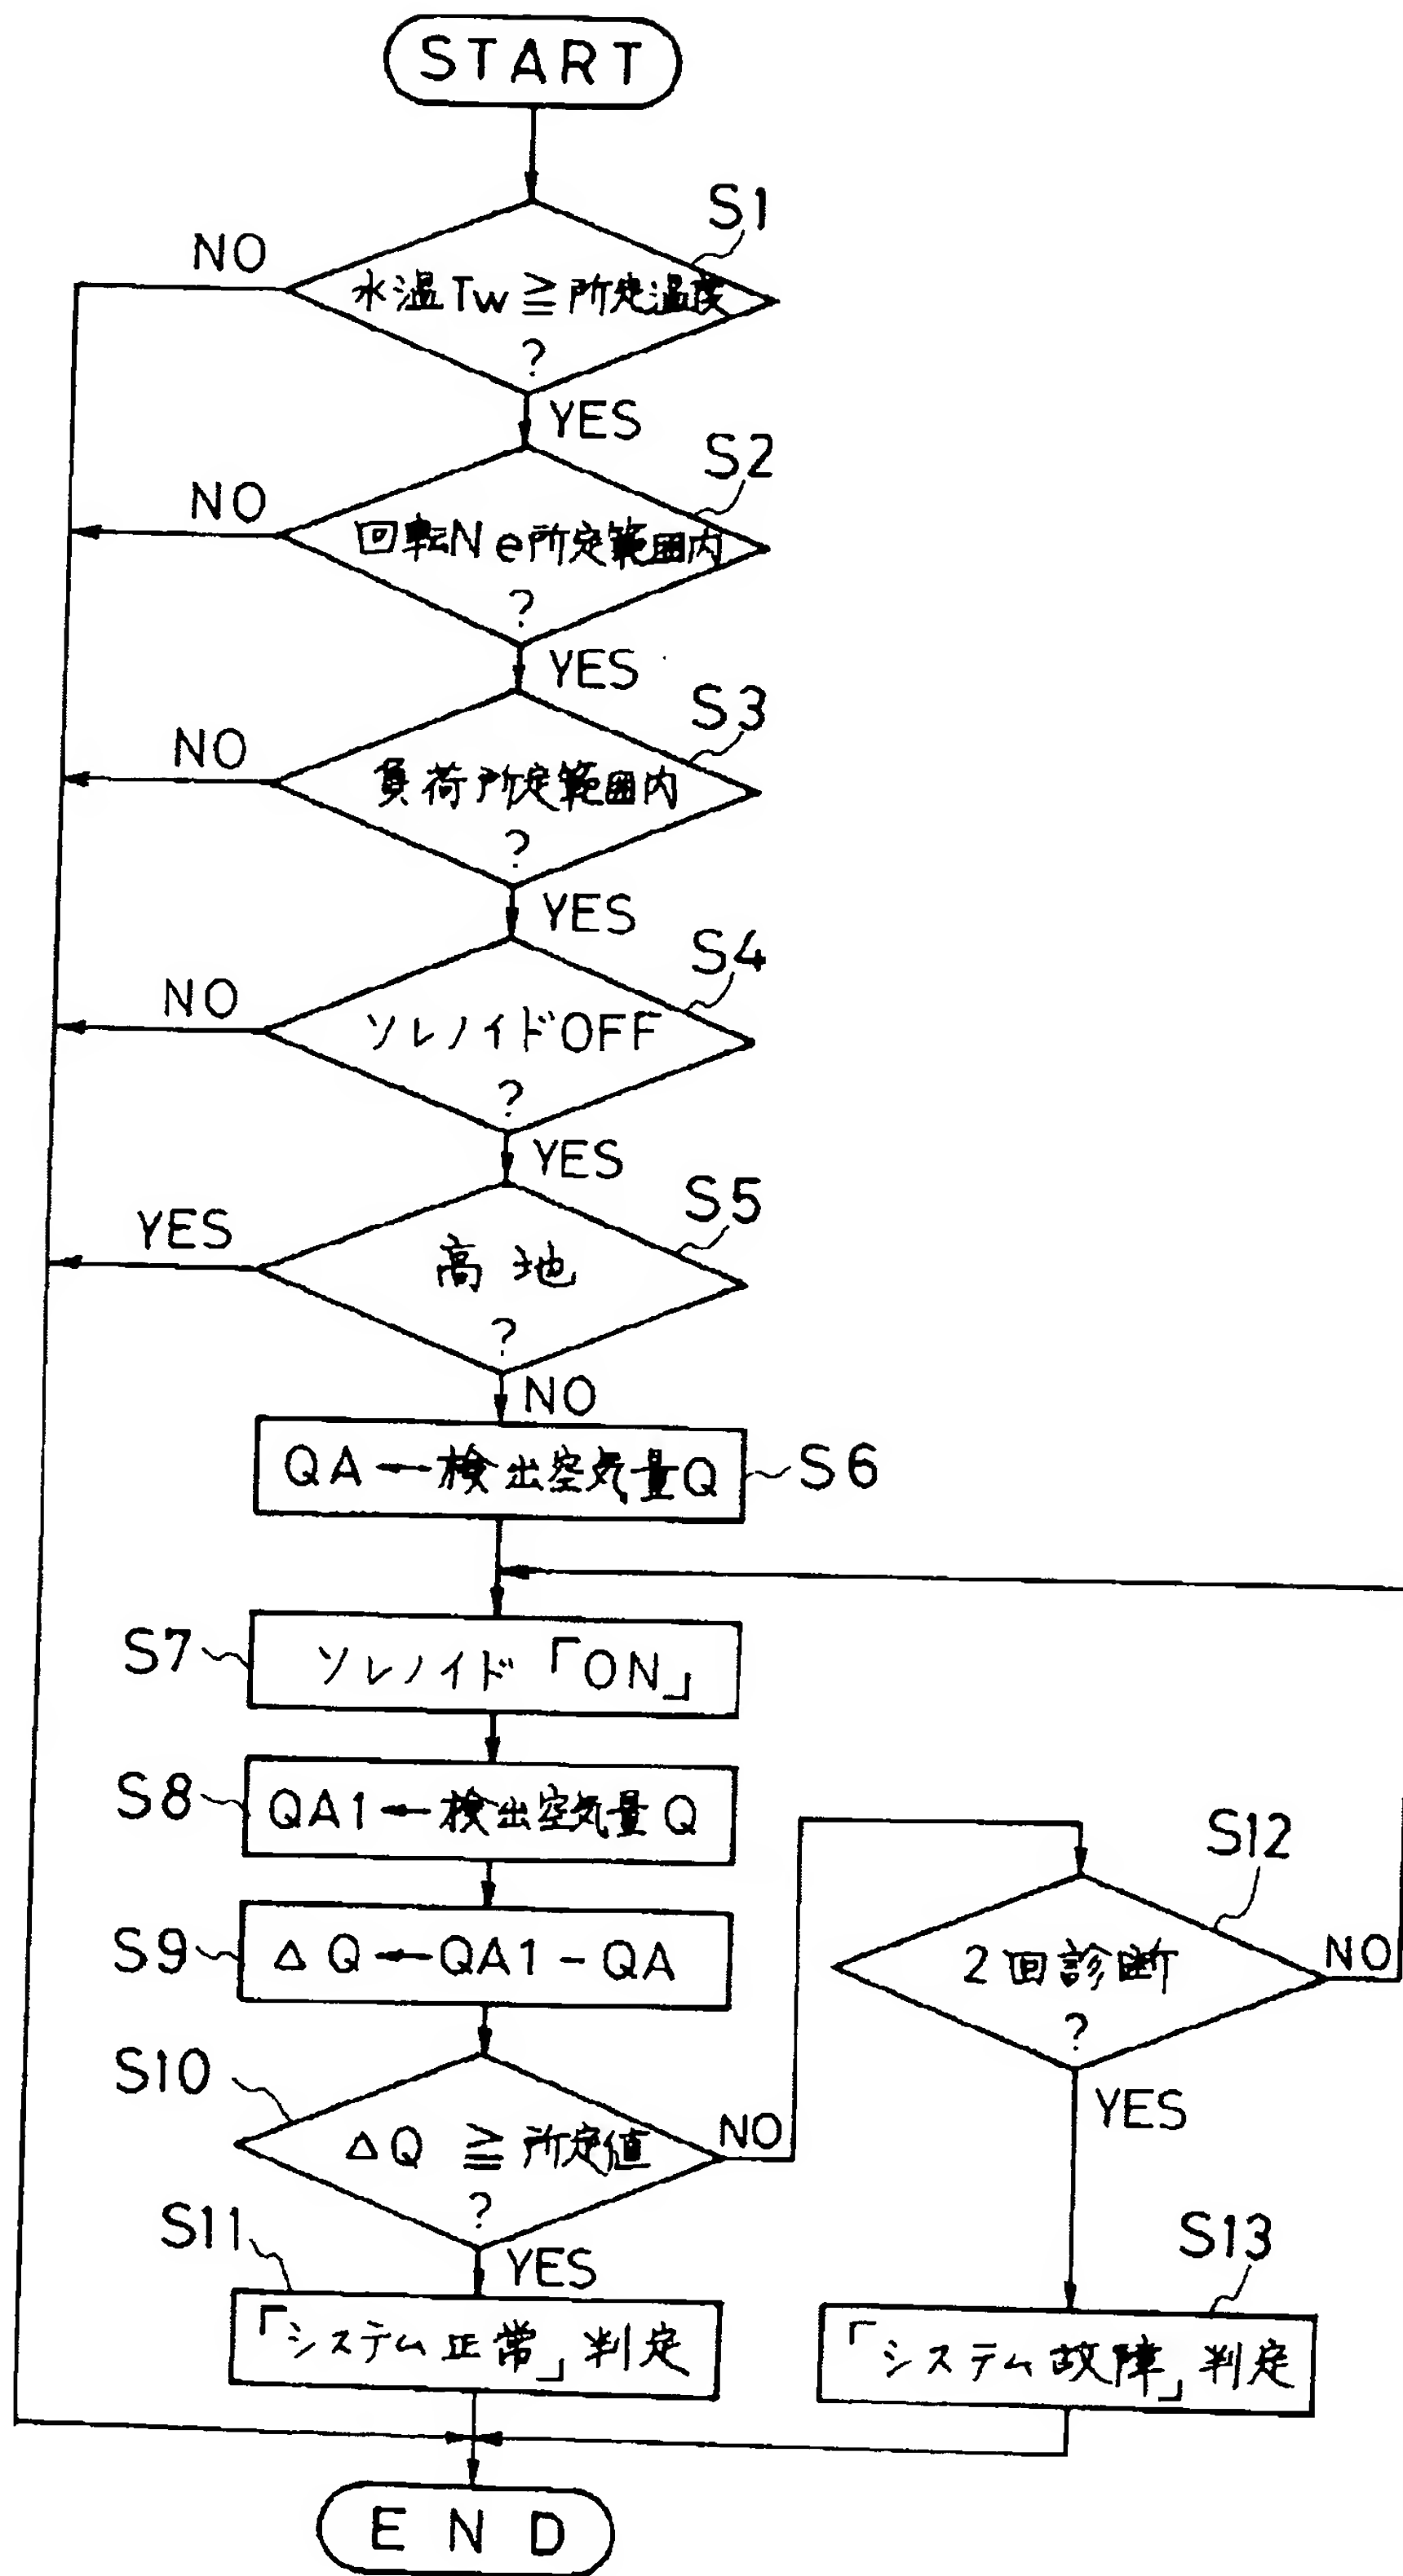 START
S1
NO
水温Tw≧所定温度
?
YES
S2
NO
回転Ne所定範囲内
?
YES
S3
NO
負荷所定範囲内
?
YES
S4
NO
ソレノイドOFF
?
YES
S5
YES
高地
?
NO
QA←検出空気量Q
S6
S7
ソレノイド「ON」
S8
QA1←検出空気量Q
S9
ΔQ←QA1-QA
S10
ΔQ≧所定値
?
NO
YES
S11
「システム正常」判定
S12
2回診断
?
NO
YES
S13
「システム故障」判定
END